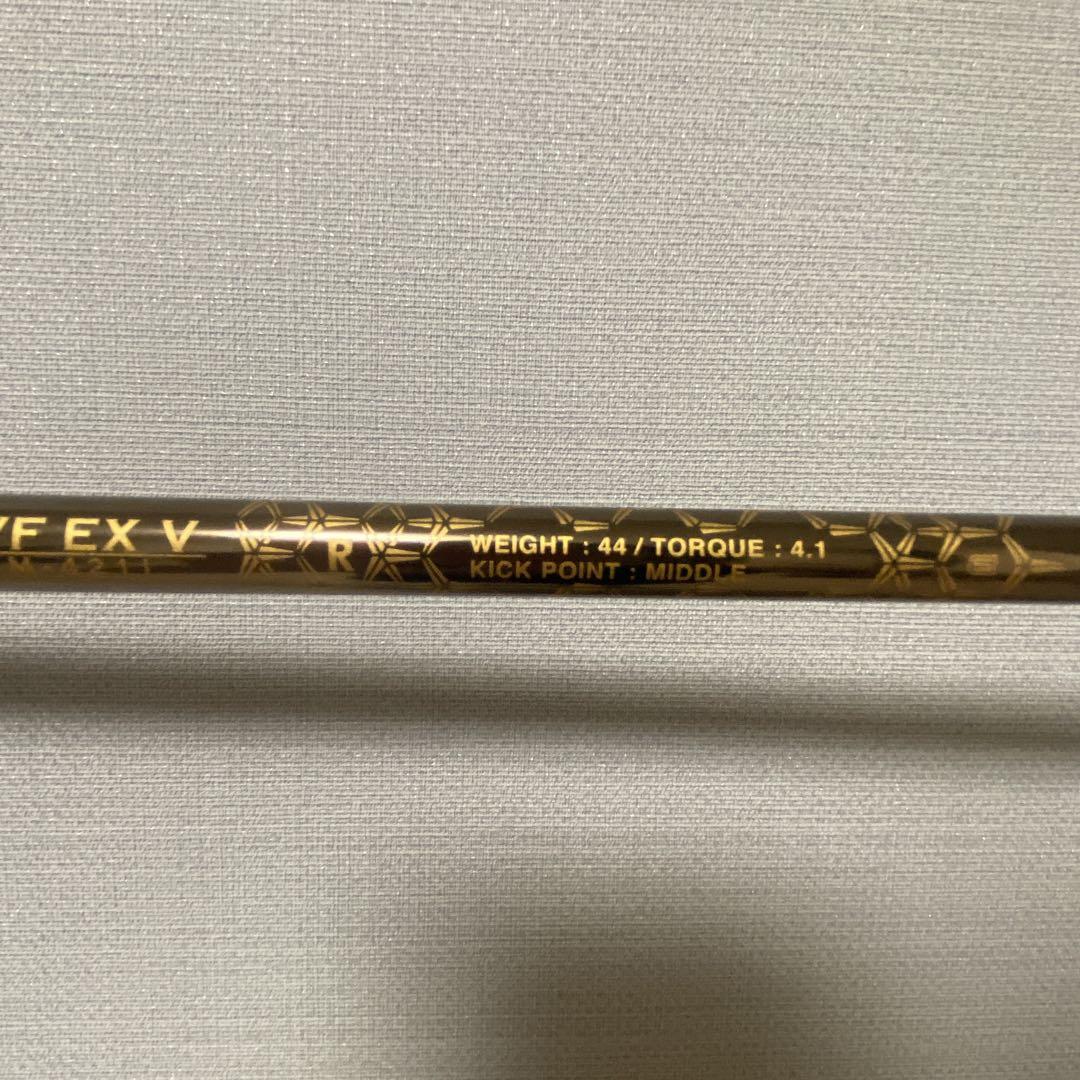 EX V
R
WEIGHT : 44 / TORQUE : 4.1
KICK POINT : MIDDLE